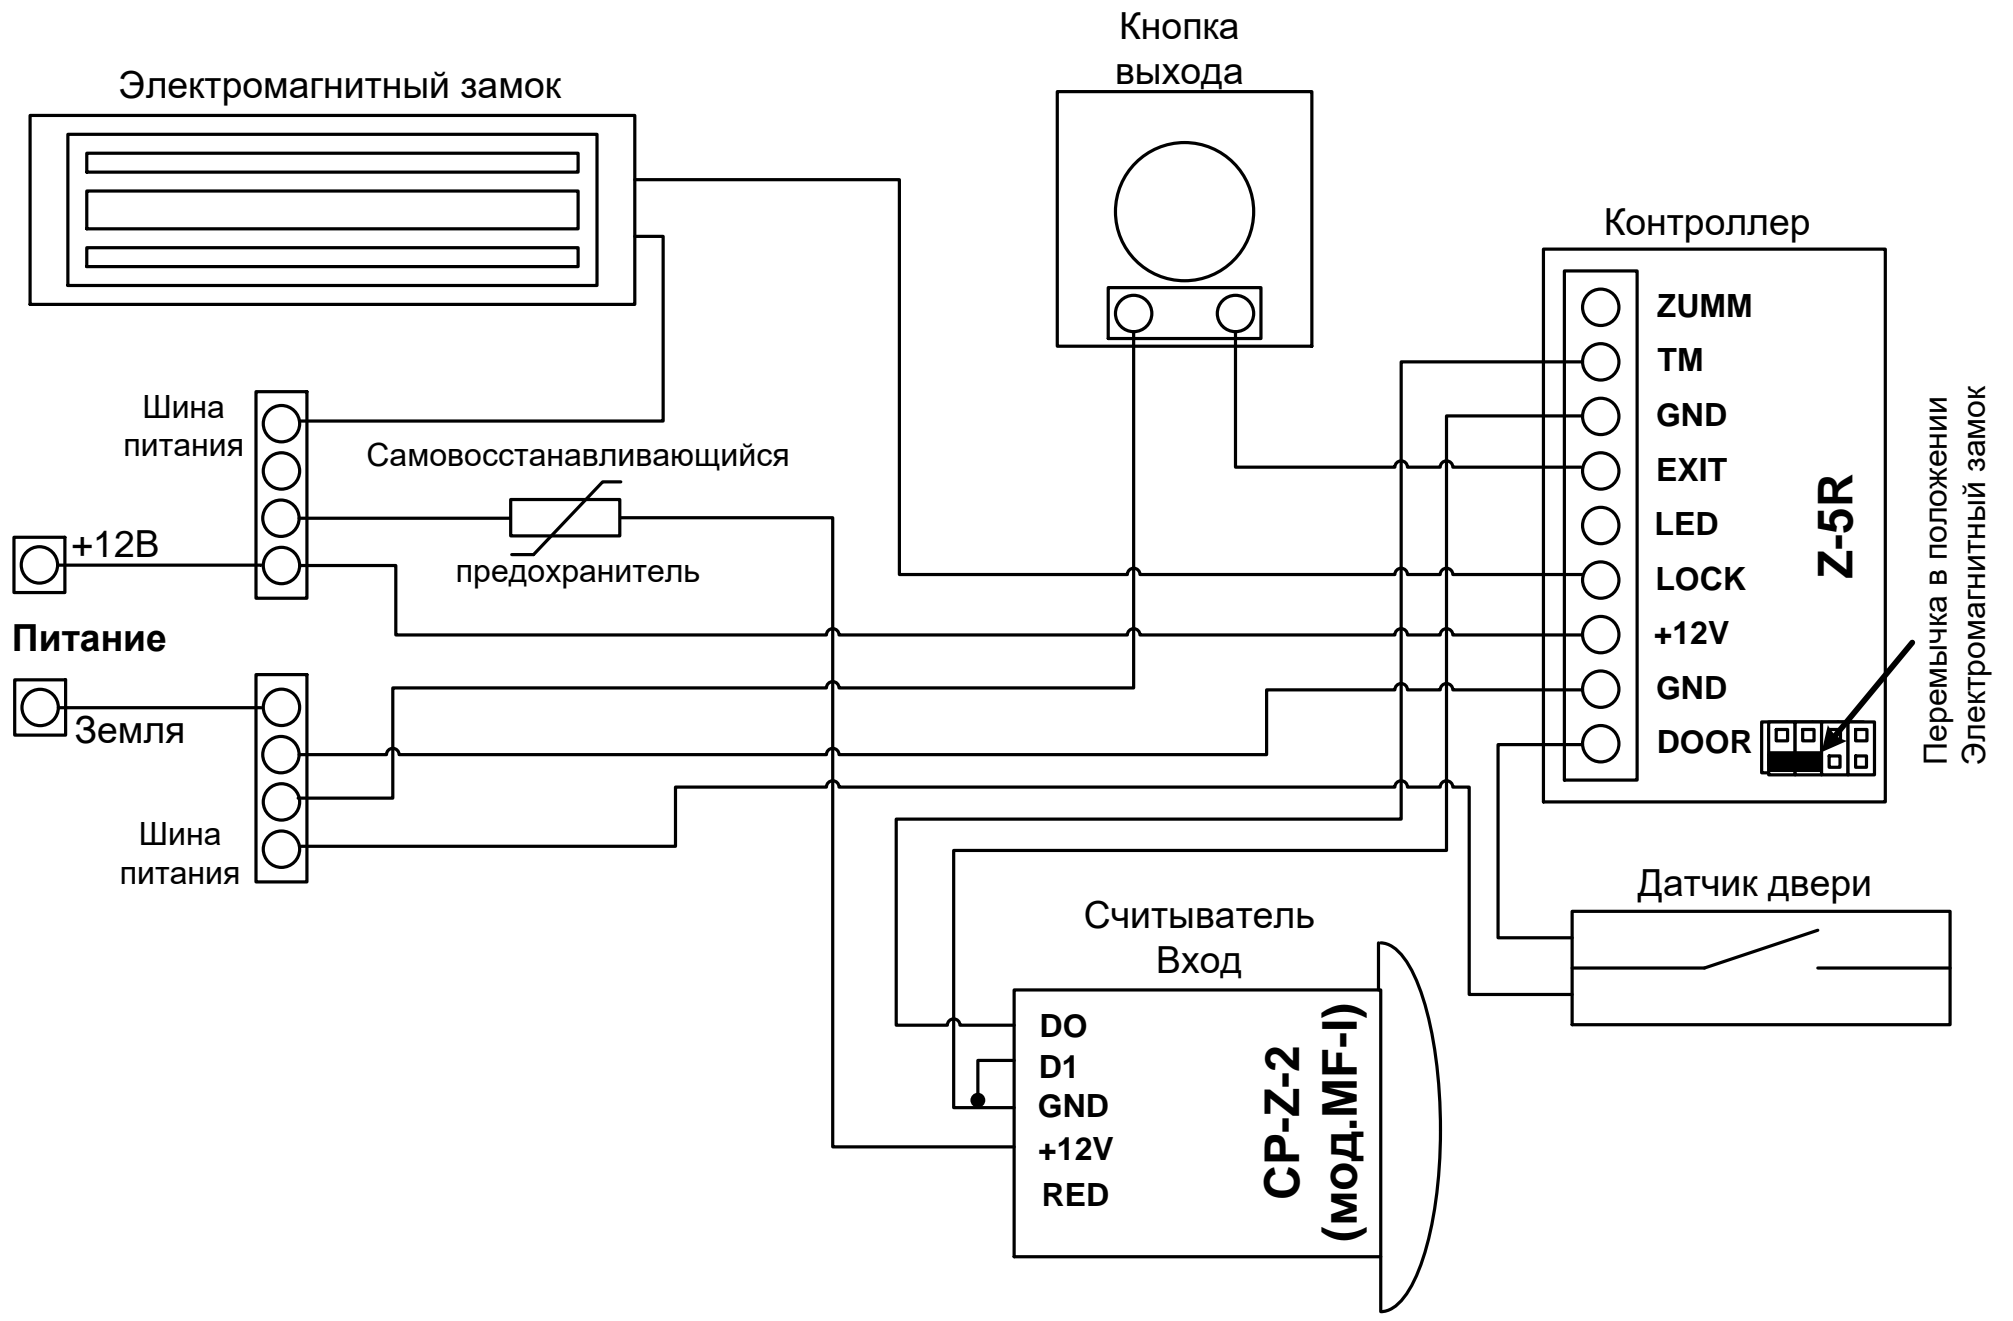 Кнопка
выхода
Электромагнитный замок
Контроллер
ZUMM
TM
GND
EXIT
LED
LOCK
+12V
GND
DOOR
Z-5R
Перемычка в положении
Электромагнитный замок
Шина
питания
Самовосстанавливающийся
предохранитель
+12В
Питание
Земля
Шина
питания
Датчик двери
Считыватель
Вход
DO
D1
GND
+12V
RED
CP-Z-2
(мод.MF-I)